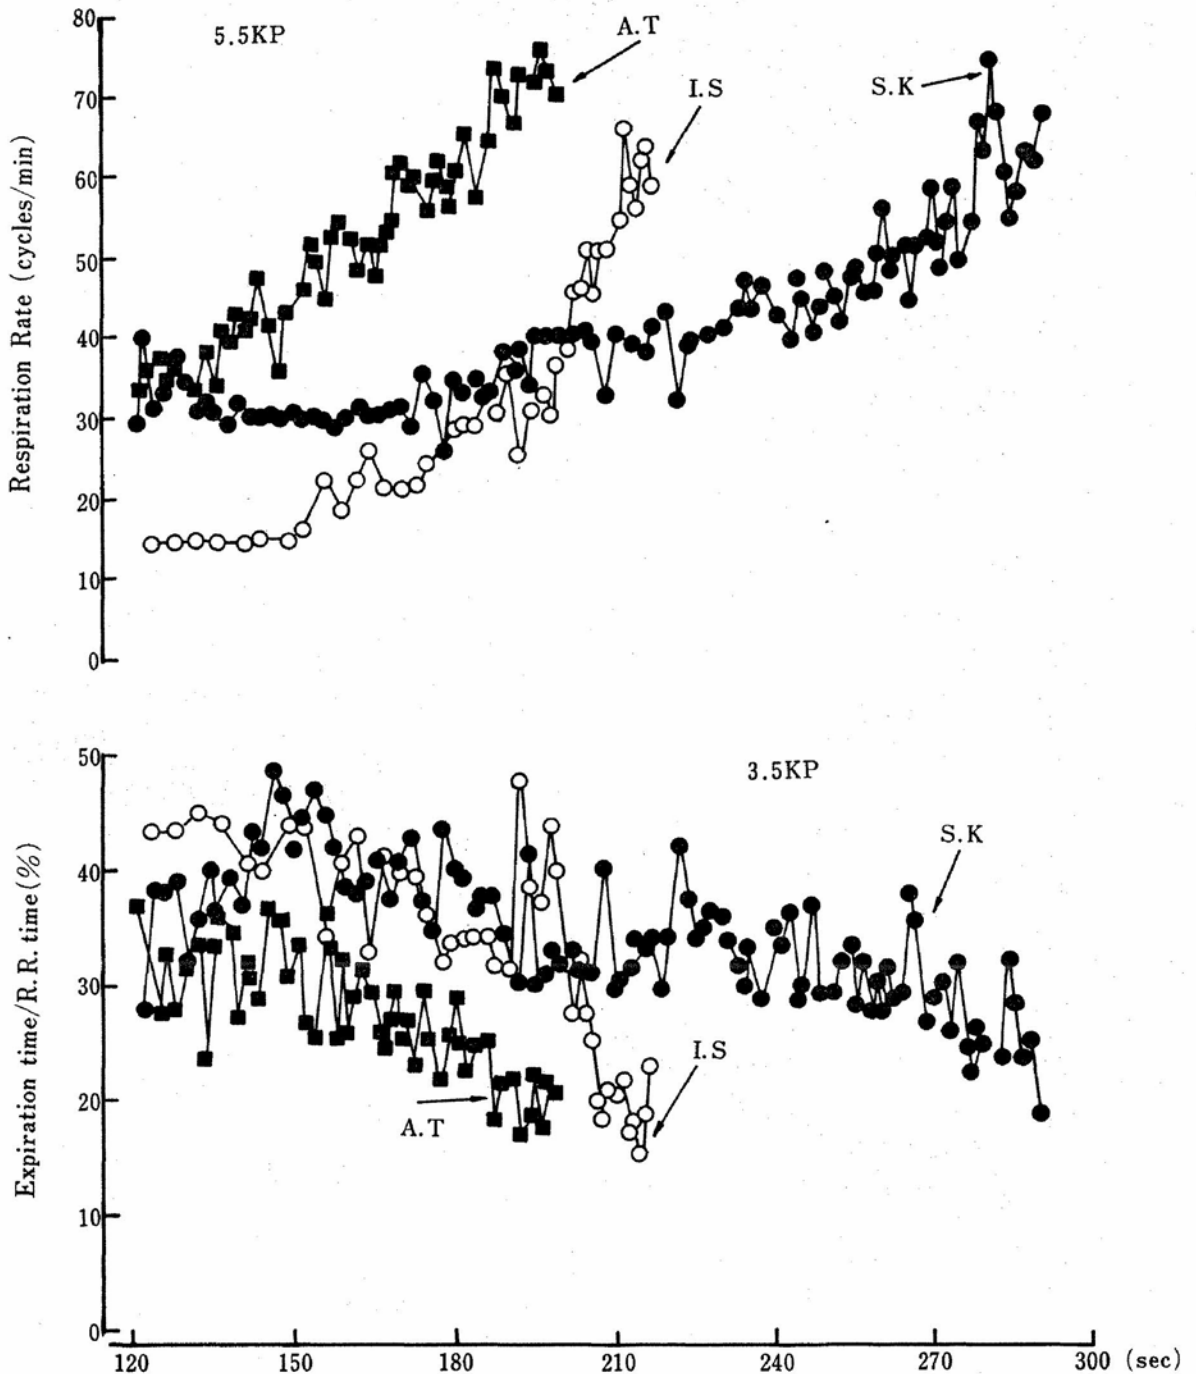 80
70
60
50
40
30
20
10
0
Respiration Rate (cycles/min)
5.5KP
A.T
I.S
S.K
50
40
30
20
10
0
Expiration time/R.R. time(%)
3.5KP
S.K
I.S
A.T
120 150 180 210 240 270 300 (sec)